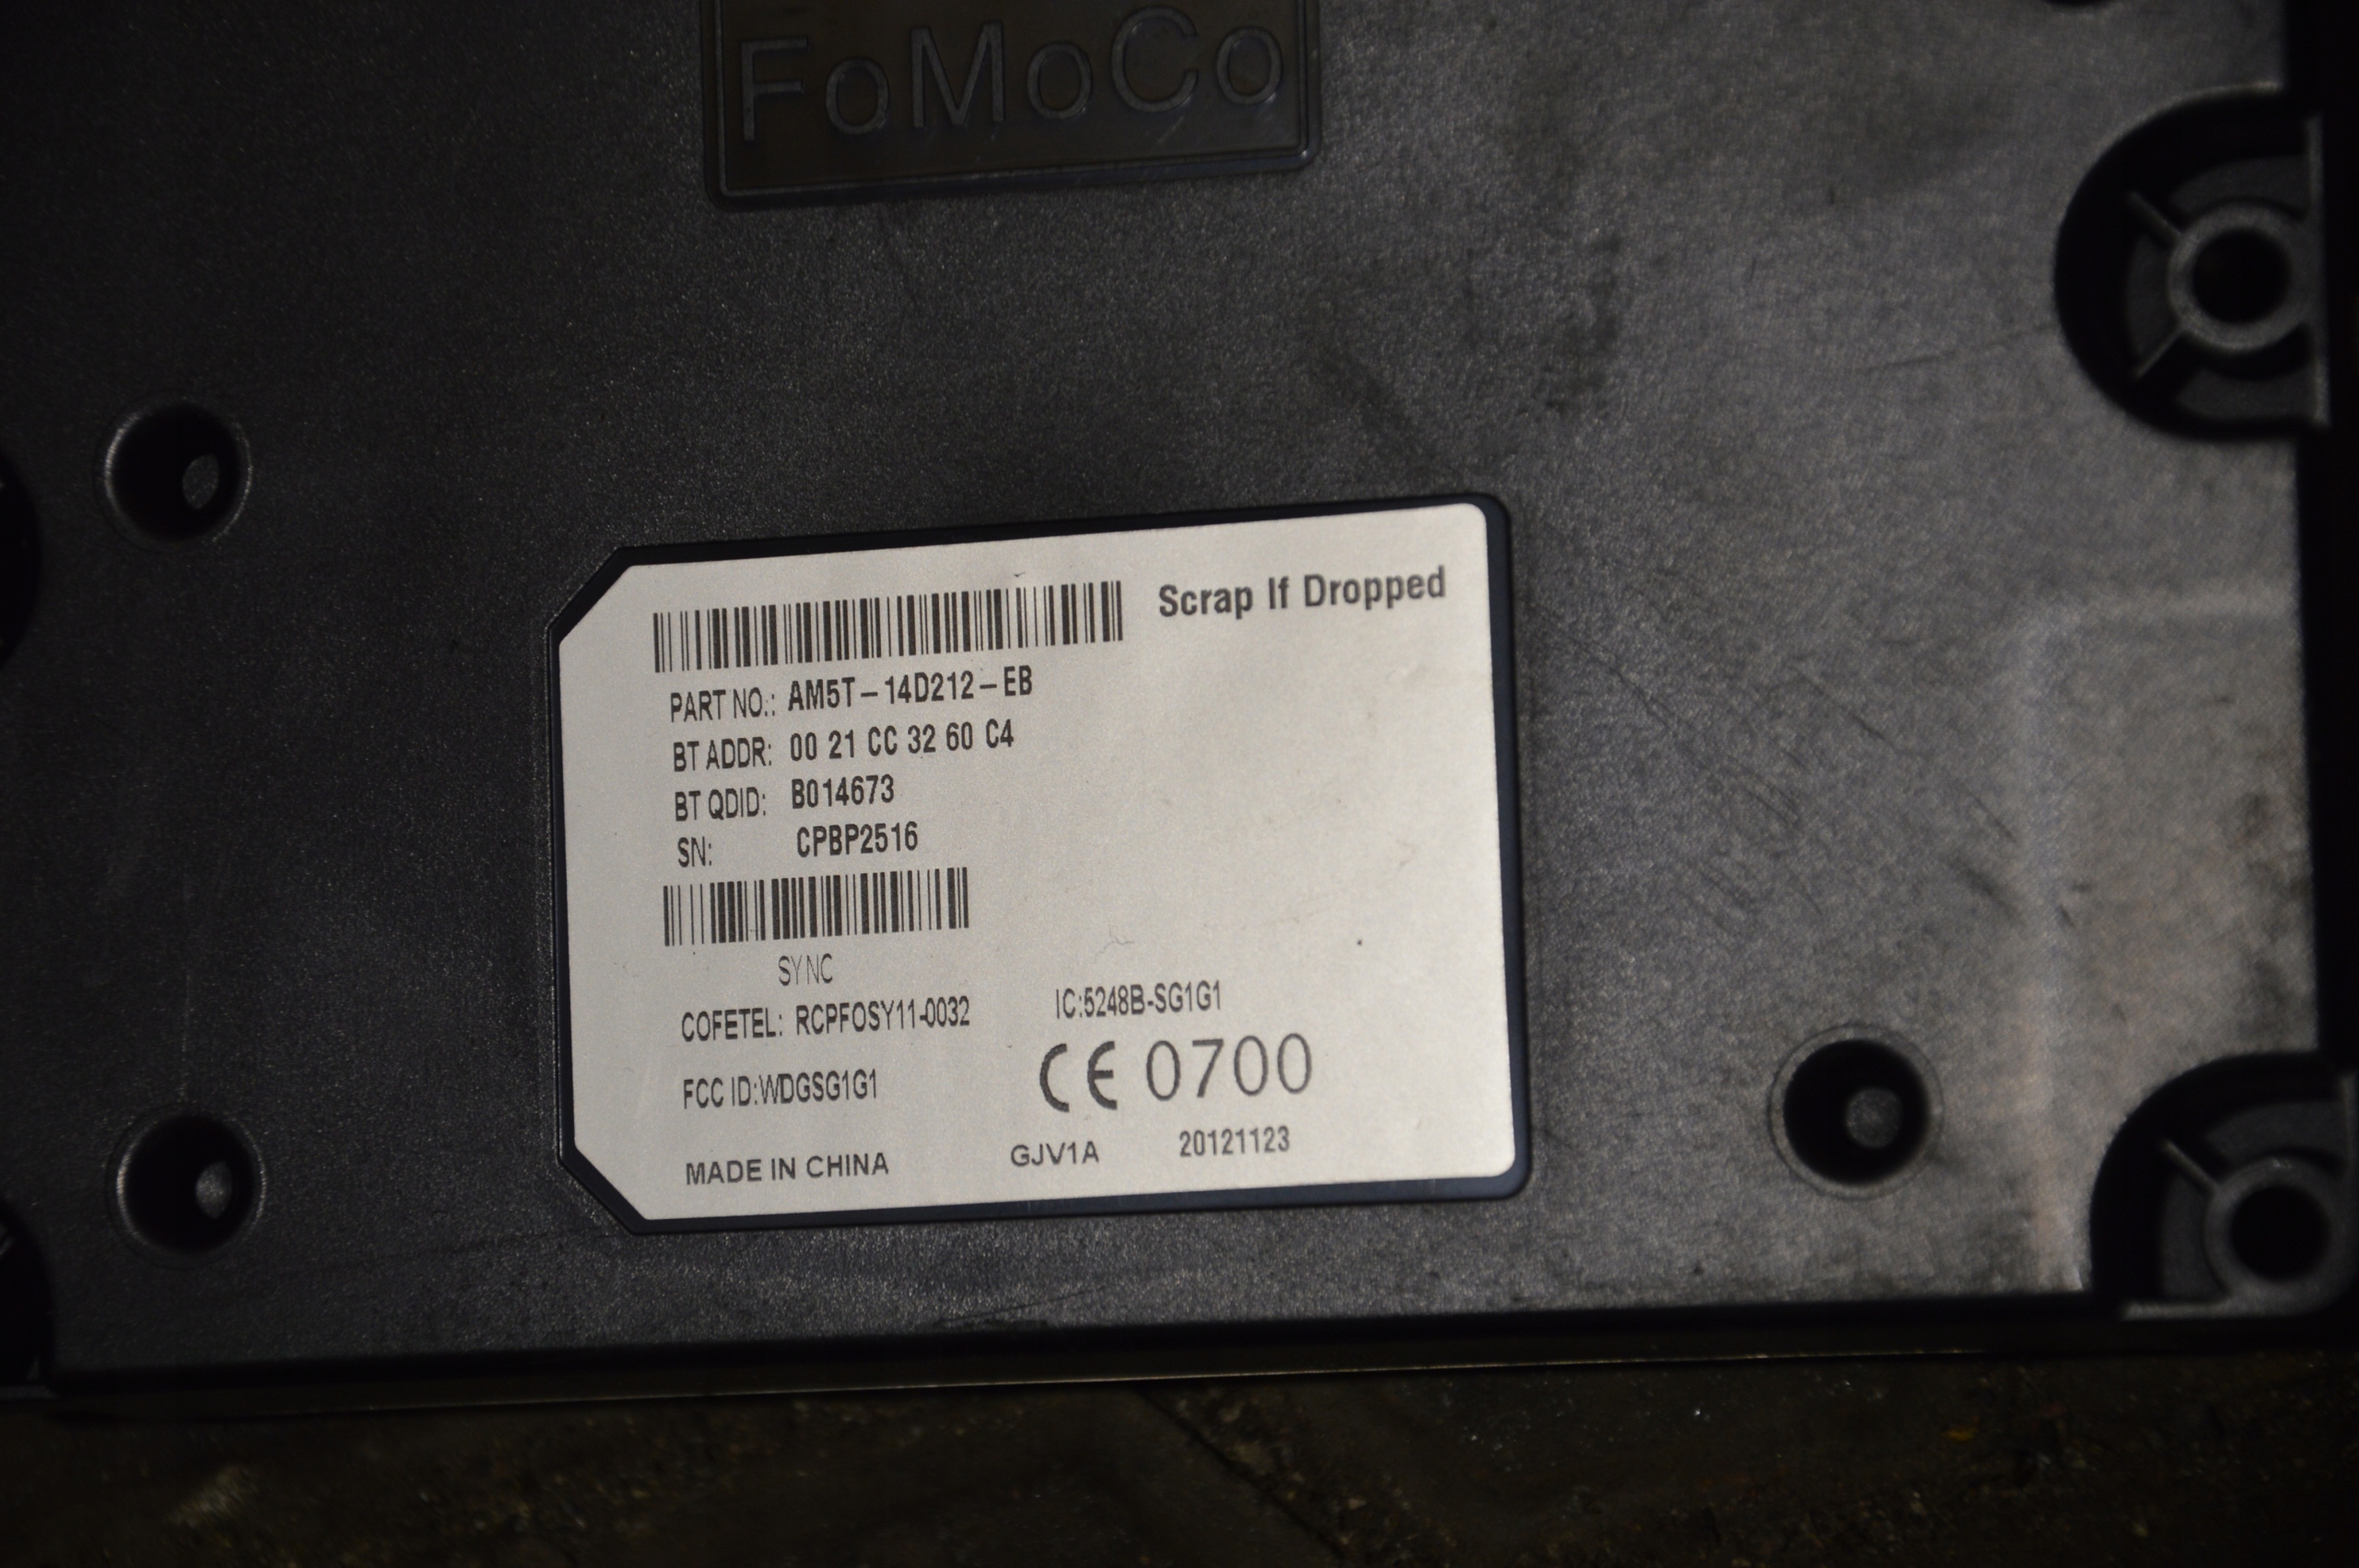 FoMoCo
Scrap If Dropped
PART NO.: AM5T-14D212-EB
BT ADDR: 00 21 CC 32 60 C4
BT QDID: B014673
SN: CPBP2516
SYNC
COFETEL: RCPFOSY11-0032 IC:5248B-SG1G1
FCC ID:WDGSG1G1 CE 0700
MADE IN CHINA GJV1A 20121123